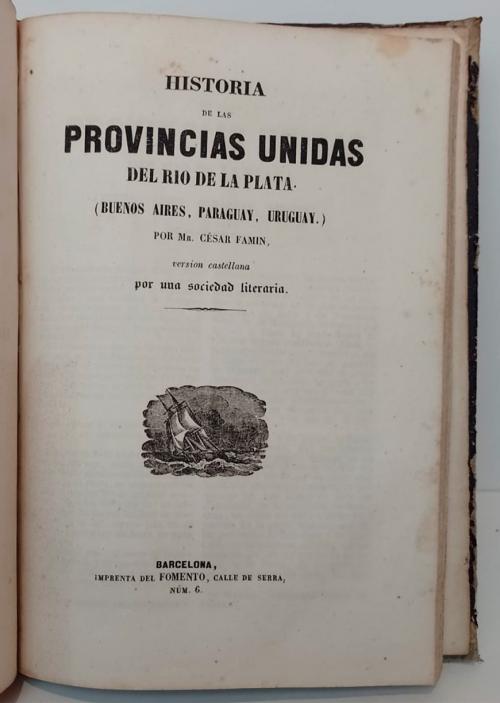 HISTORIA
DE LAS
PROVINCIAS UNIDAS
DEL RIO DE LA PLATA.
(BUENOS AIRES, PARAGUAY, URUGUAY.)
POR MR. CÉSAR FAMIN,
version castellana
por una sociedad literaria.
BARCELONA,
IMPRENTA DEL FOMENTO, CALLE DE SERRA,
NÚM. 6.